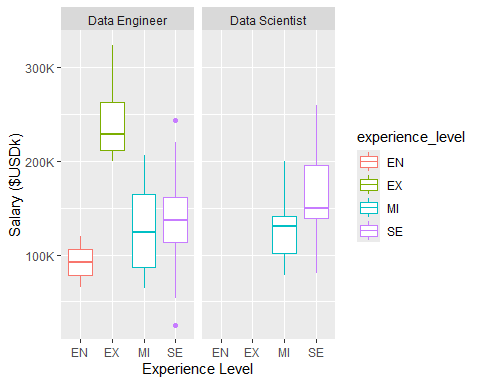 Data Engineer
Data Scientist
300K
200K
100K
Salary ($USDk)
EN EX MI SE
EN EX MI SE
Experience Level
experience_level
EN
EX
MI
SE